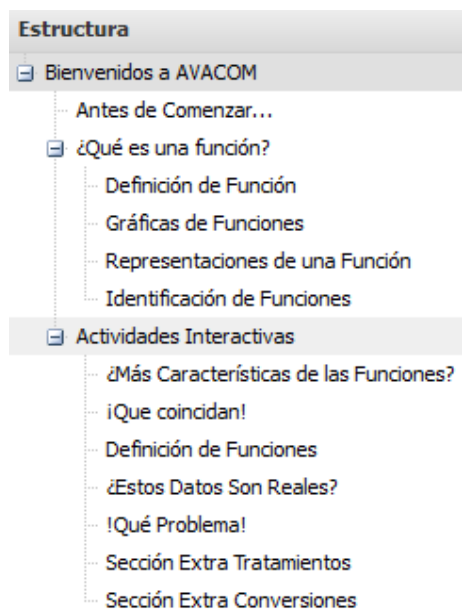 Estructura
Bienvenidos a AVACOM
Antes de Comenzar...
¿Qué es una función?
Definición de Función
Gráficas de Funciones
Representaciones de una Función
Identificación de Funciones
Actividades Interactivas
¿Más Características de las Funciones?
¡Que coincidan!
Definición de Funciones
¿Estos Datos Son Reales?
!Qué Problema!
Sección Extra Tratamientos
Sección Extra Conversiones